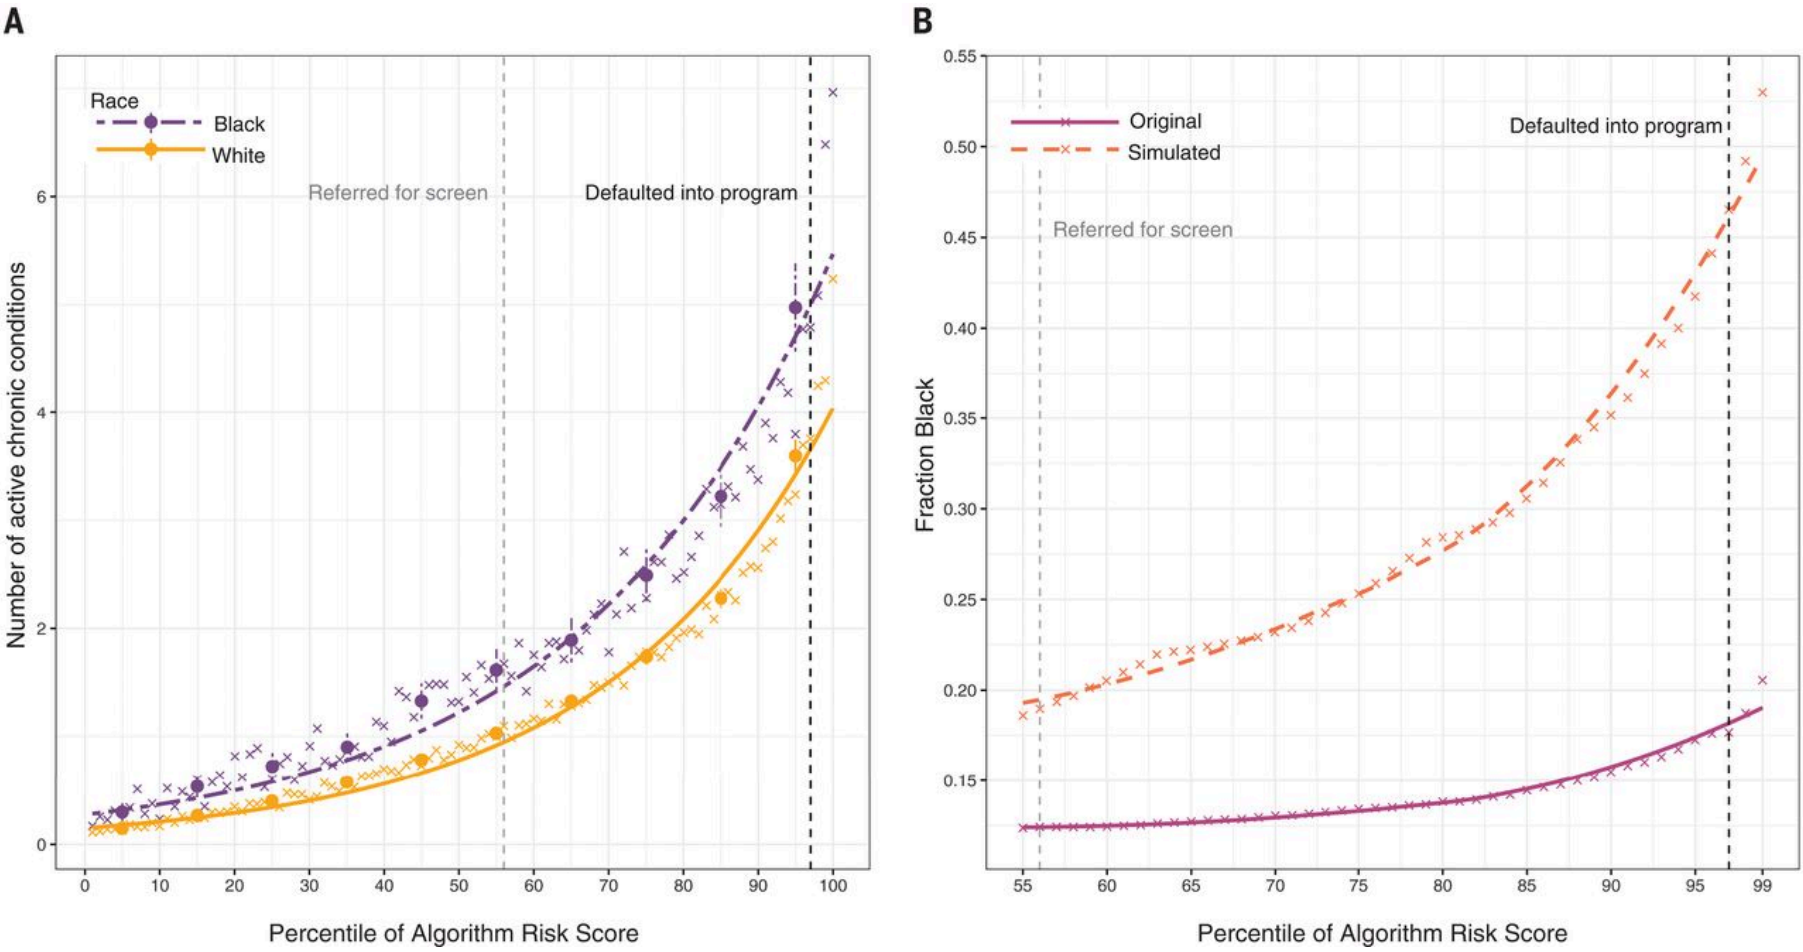 A
Number of active chronic conditions
6
4
2
0
Race
Black
White
Referred for screen
Defaulted into program
0 10 20 30 40 50 60 70 80 90 100
Percentile of Algorithm Risk Score
B
Fraction Black
0.55
0.50
0.45
0.40
0.35
0.30
0.25
0.20
0.15
Original
Simulated
Defaulted into program
Referred for screen
55 60 65 70 75 80 85 90 95 99
Percentile of Algorithm Risk Score